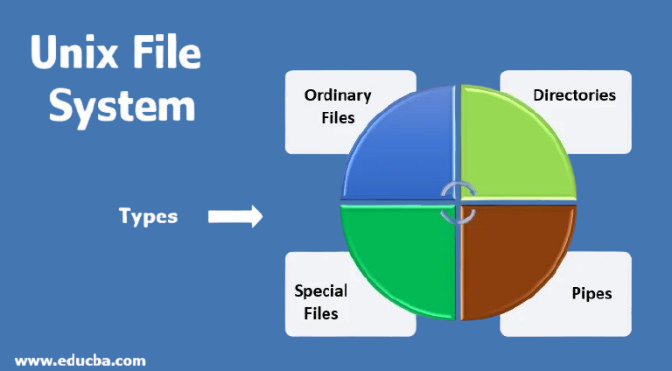 Unix File
System
Ordinary
Files
Directories
Types
Special
Files
Pipes
www.educba.com